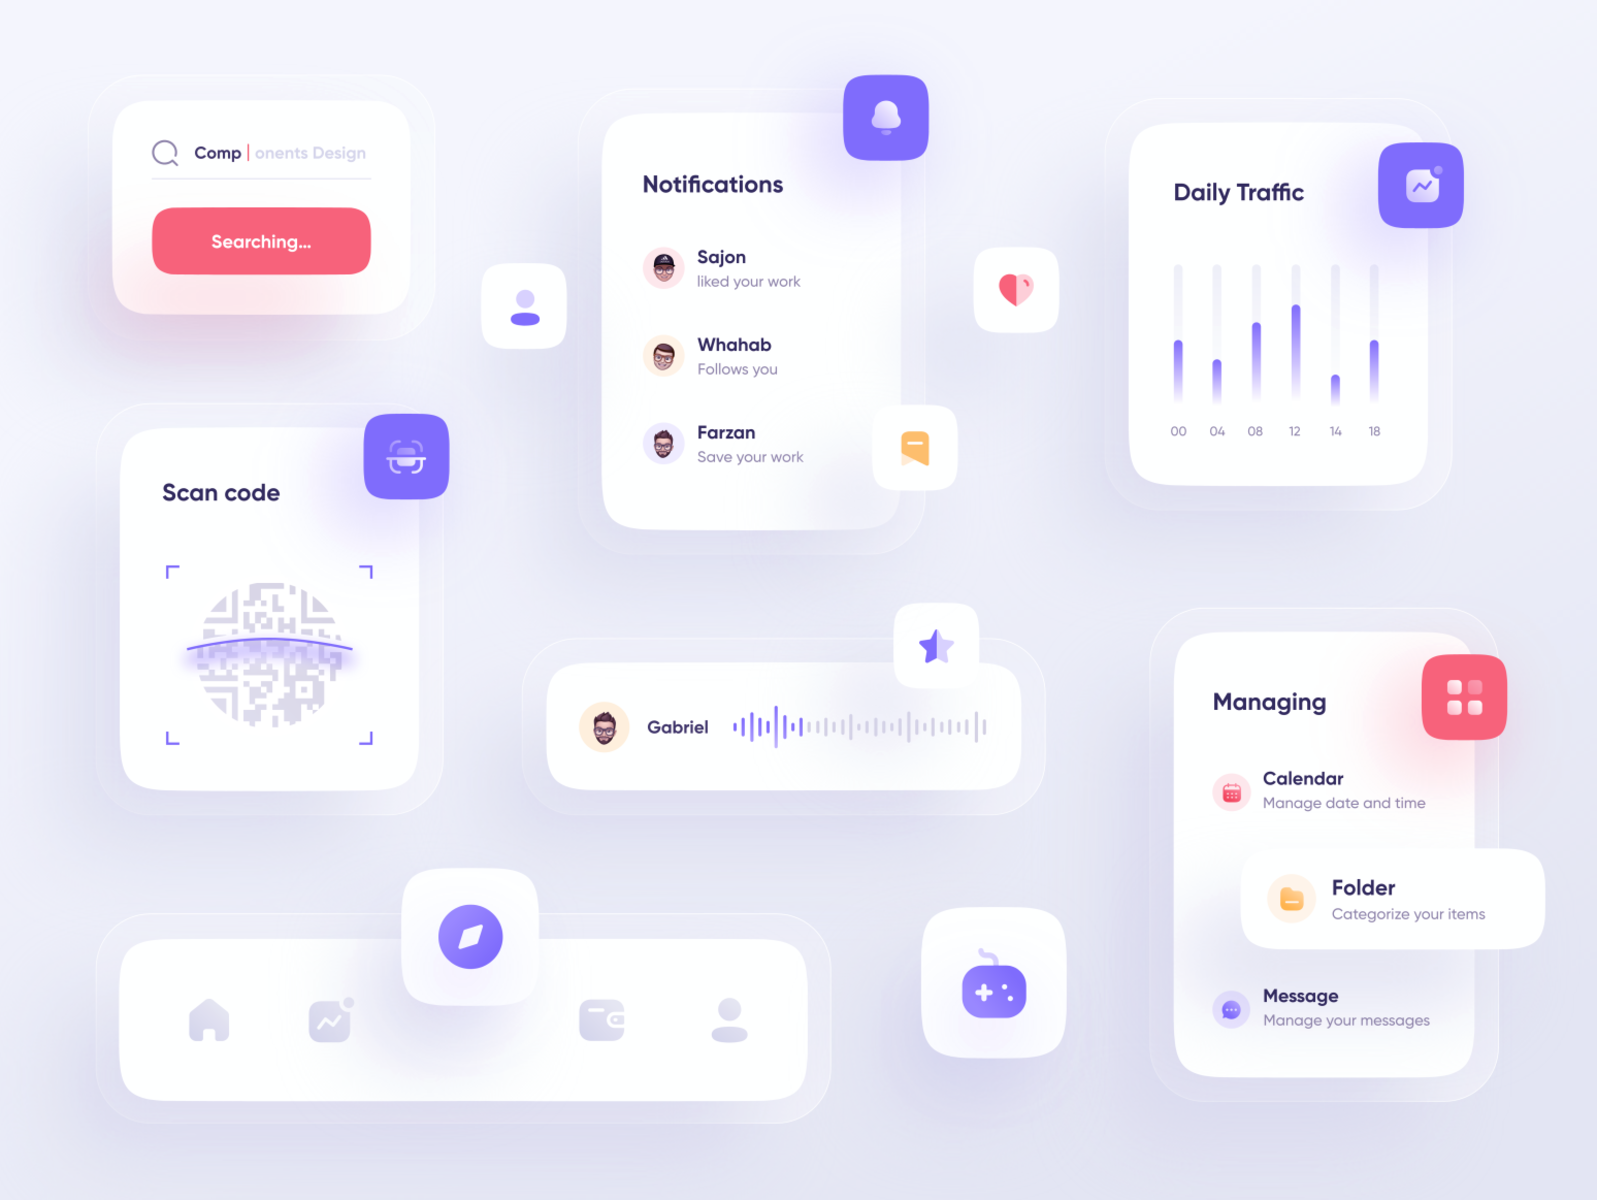 Comp | onents Design
Searching...
Notifications
Sajon
liked your work
Whahab
Follows you
Farzan
Save your work
Daily Traffic
00 04 08 12 14 18
Scan code
Gabriel
Managing
Calendar
Manage date and time
Folder
Categorize your items
Message
Manage your messages